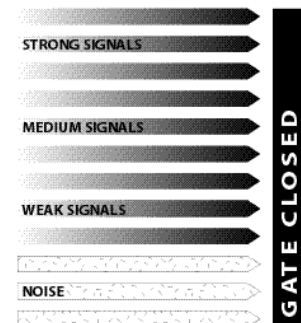 STRONG SIGNALS
MEDIUM SIGNALS
WEAK SIGNALS
NOISE
GATE CLOSED